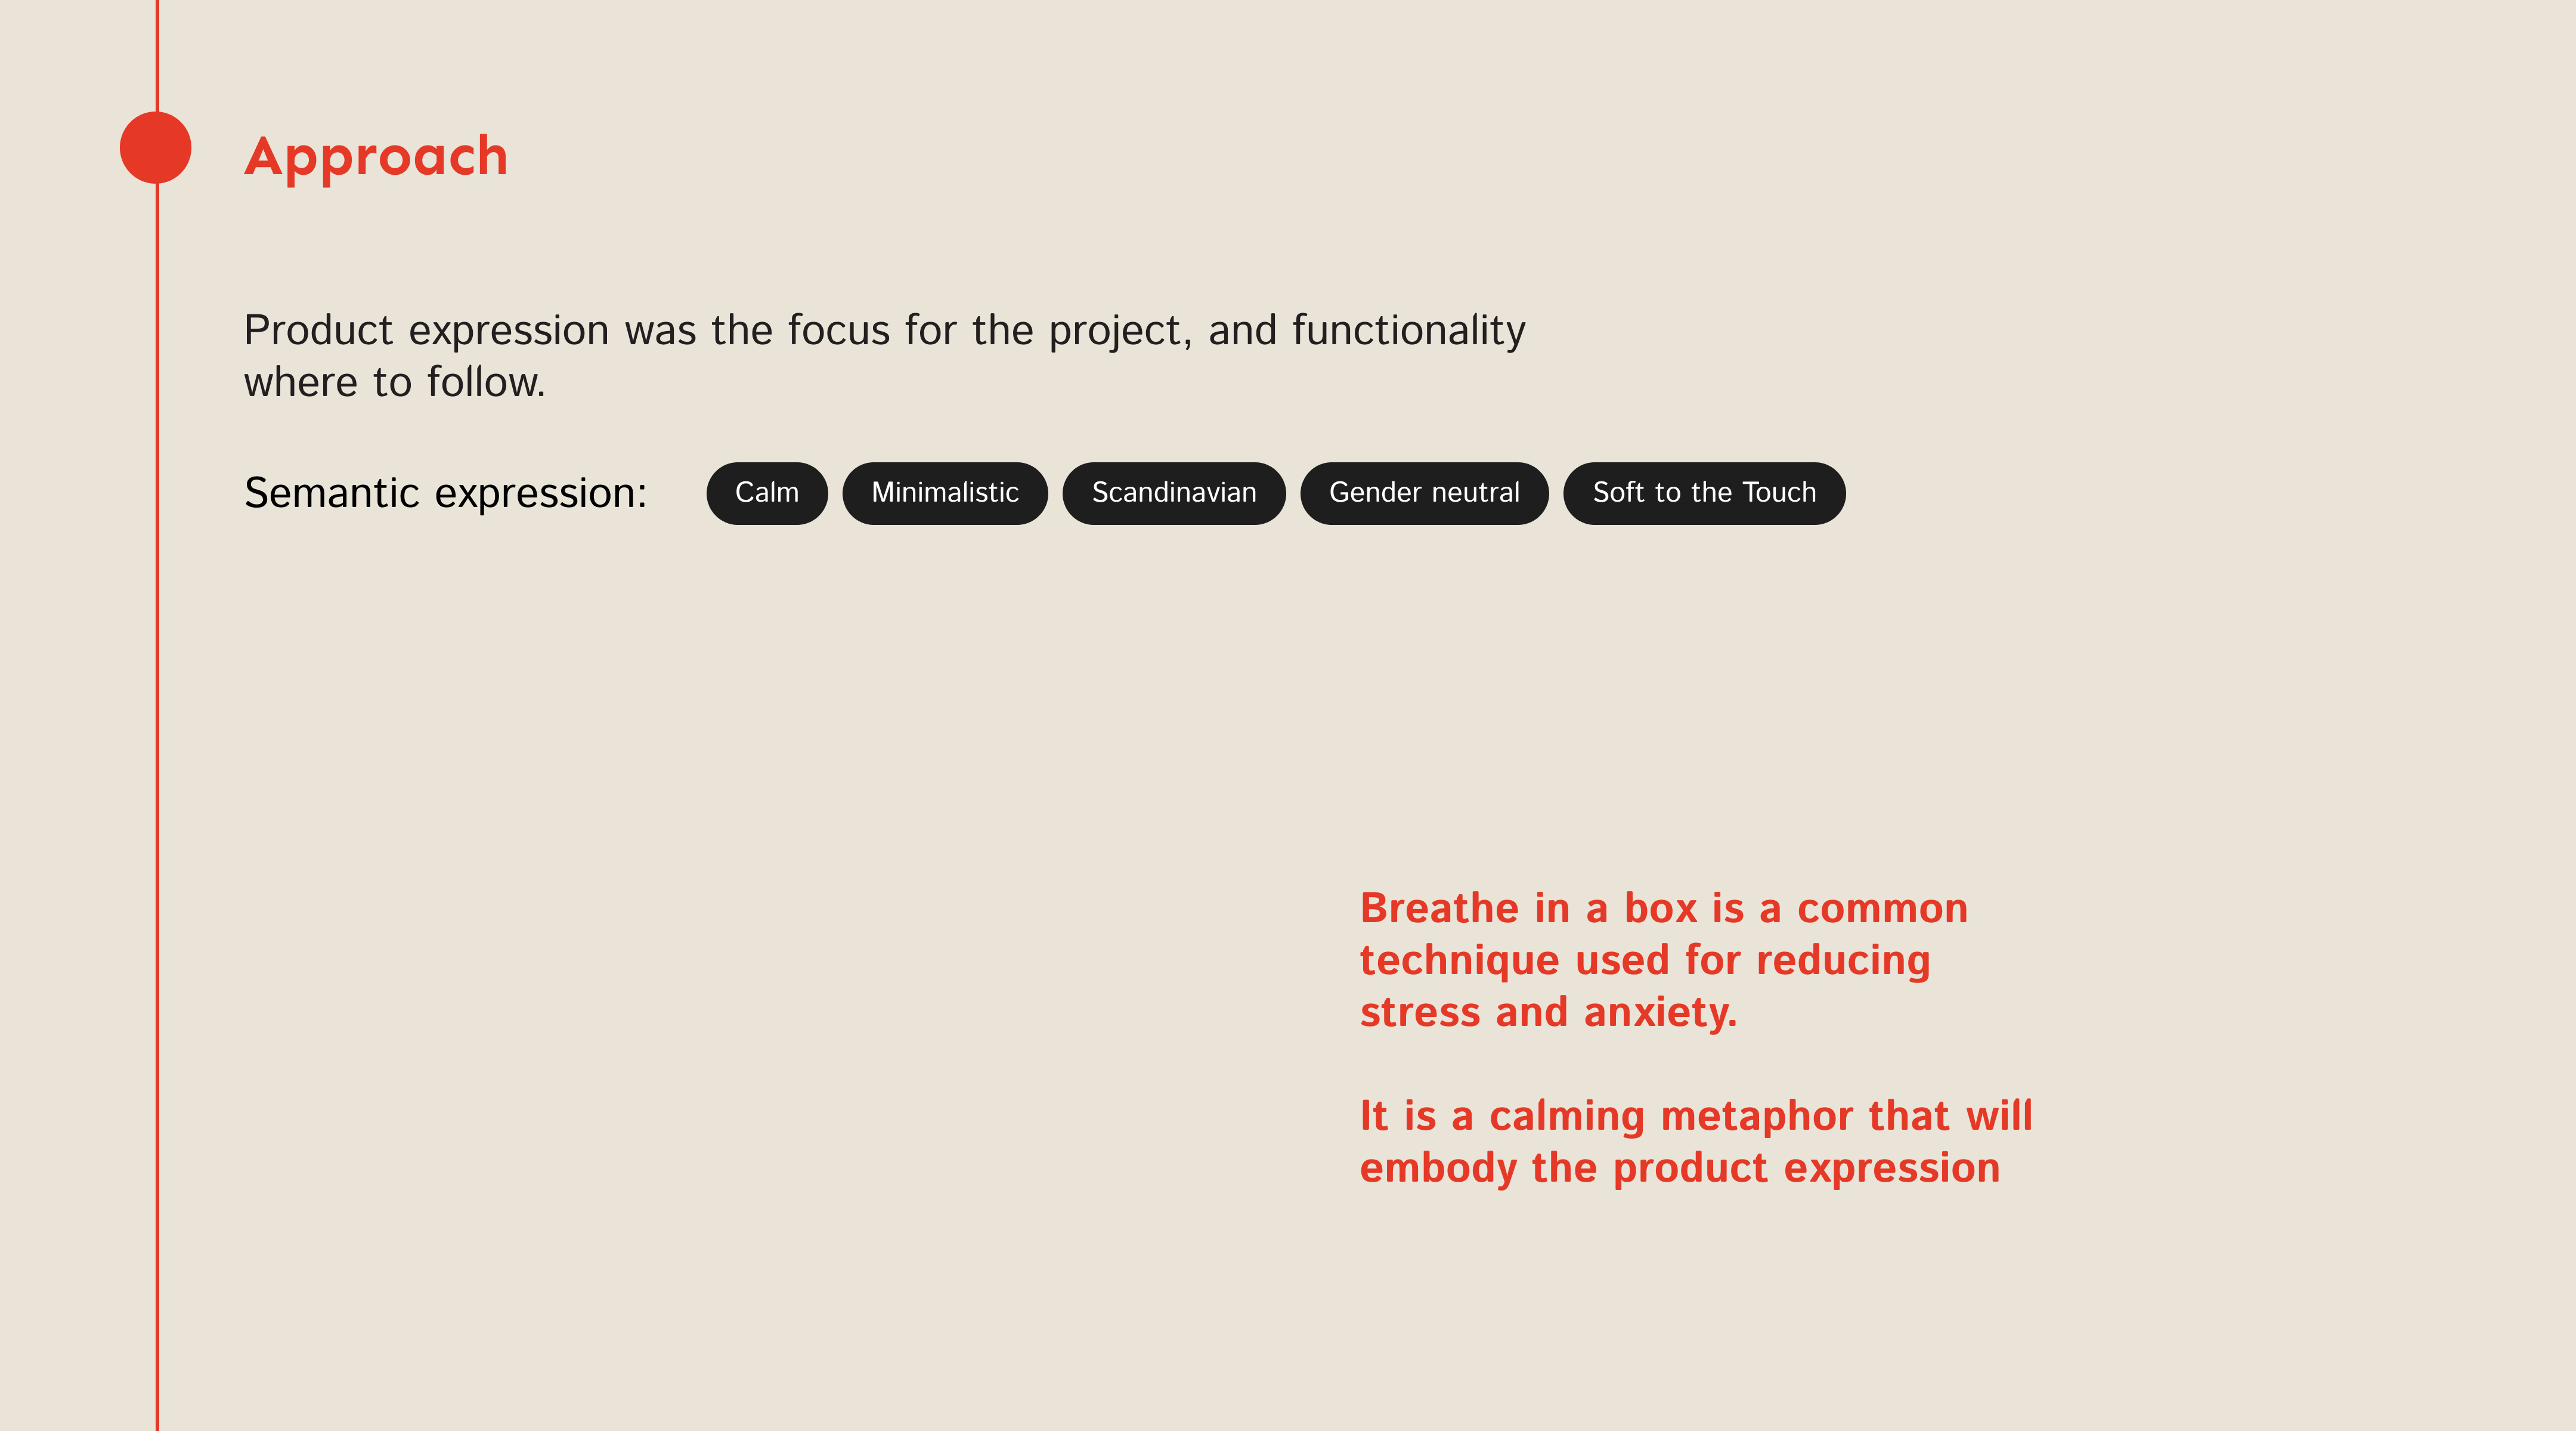 Approach
Product expression was the focus for the project, and functionality
where to follow.
Semantic expression:
Calm
Minimalistic
Scandinavian
Gender neutral
Soft to the Touch
Breathe in a box is a common
technique used for reducing
stress and anxiety.
It is a calming metaphor that will
embody the product expression